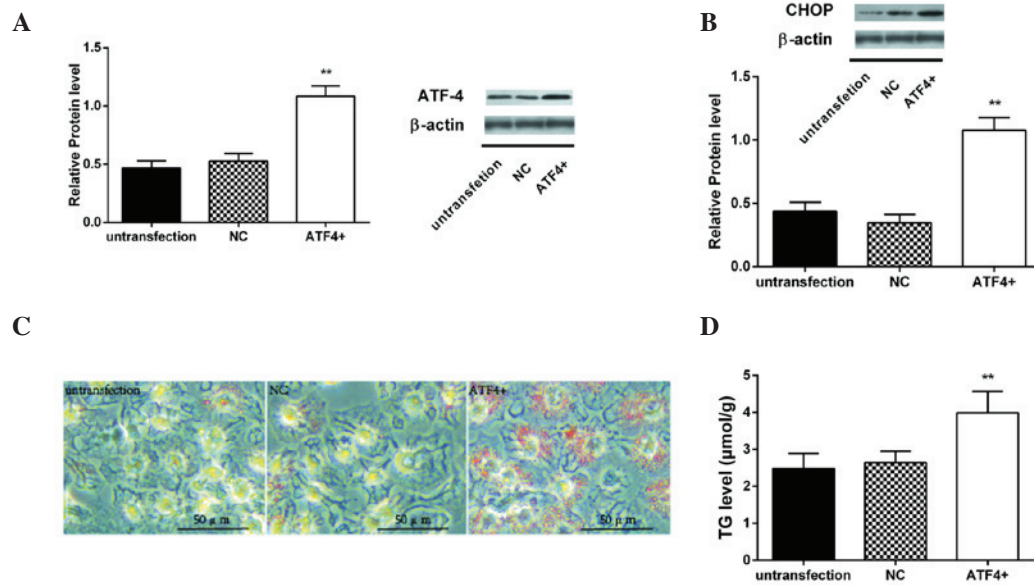 A
Relative Protein level
1.5
1.0
0.5
0.0
**
untransfection
NC
ATF4+
ATF-4
β-actin
untransfetion
NC
ATF4+
B
CHOP
β-actin
untransfetion
NC
ATF4+
Relative Protein level
1.5
1.0
0.5
0.0
**
untransfection
NC
ATF4+
C
untransfection
NC
ATF4+
50 μ m
50 μ m
50 μ m
D
TG level (μmol/g)
5
4
3
2
1
0
**
untransfection
NC
ATF4+